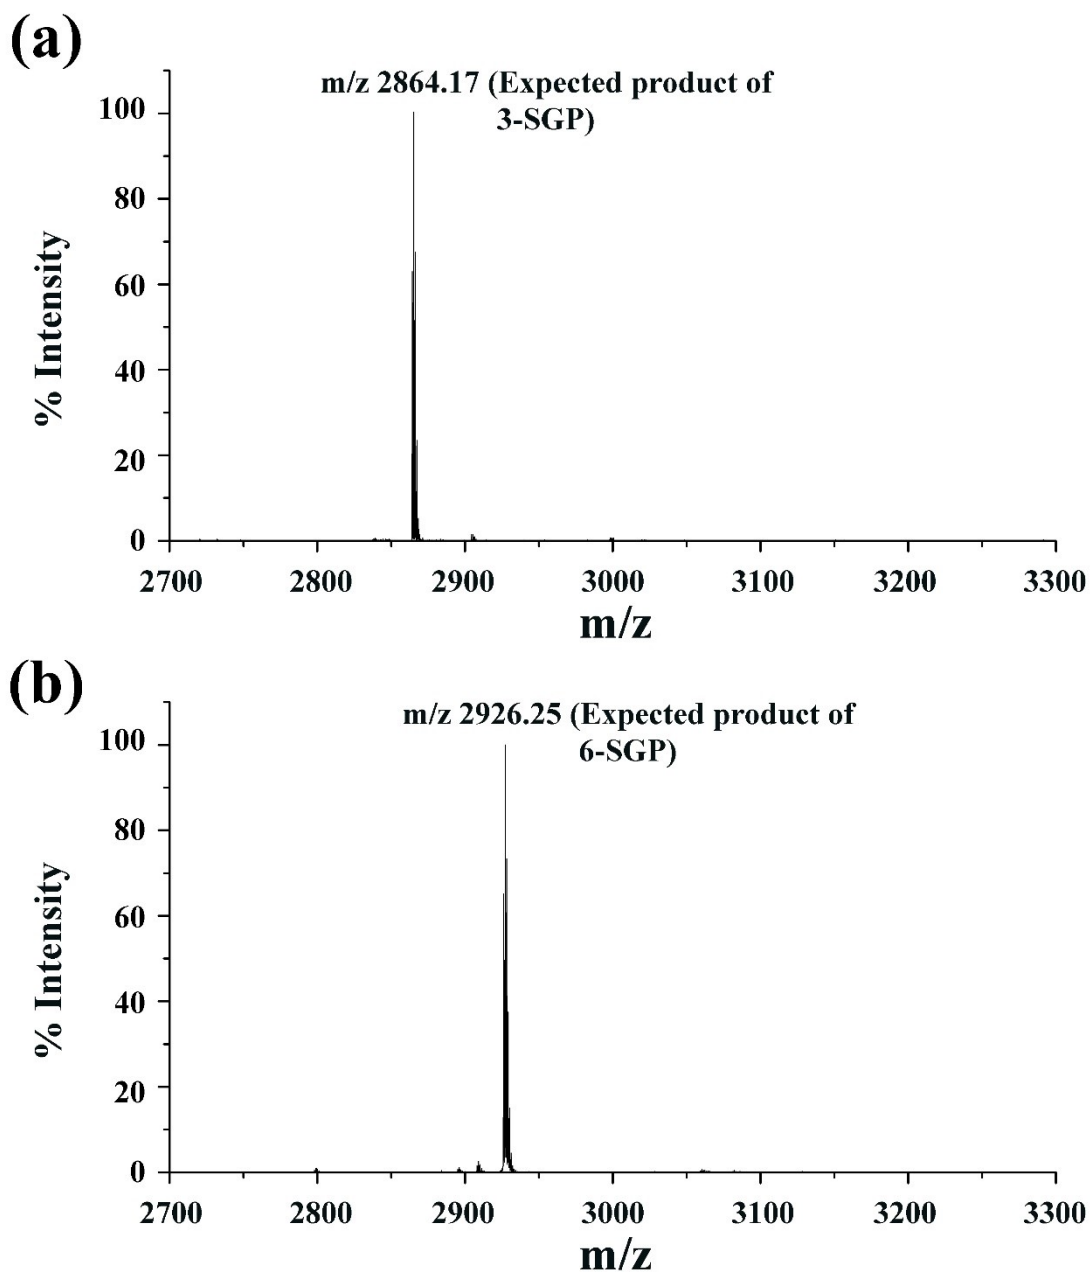 (a)
m/z 2864.17 (Expected product of
3-SGP)
100
80
60
40
20
0
% Intensity
2700 2800 2900 3000 3100 3200 3300
m/z
(b)
m/z 2926.25 (Expected product of
6-SGP)
100
80
60
40
20
0
% Intensity
2700 2800 2900 3000 3100 3200 3300
m/z